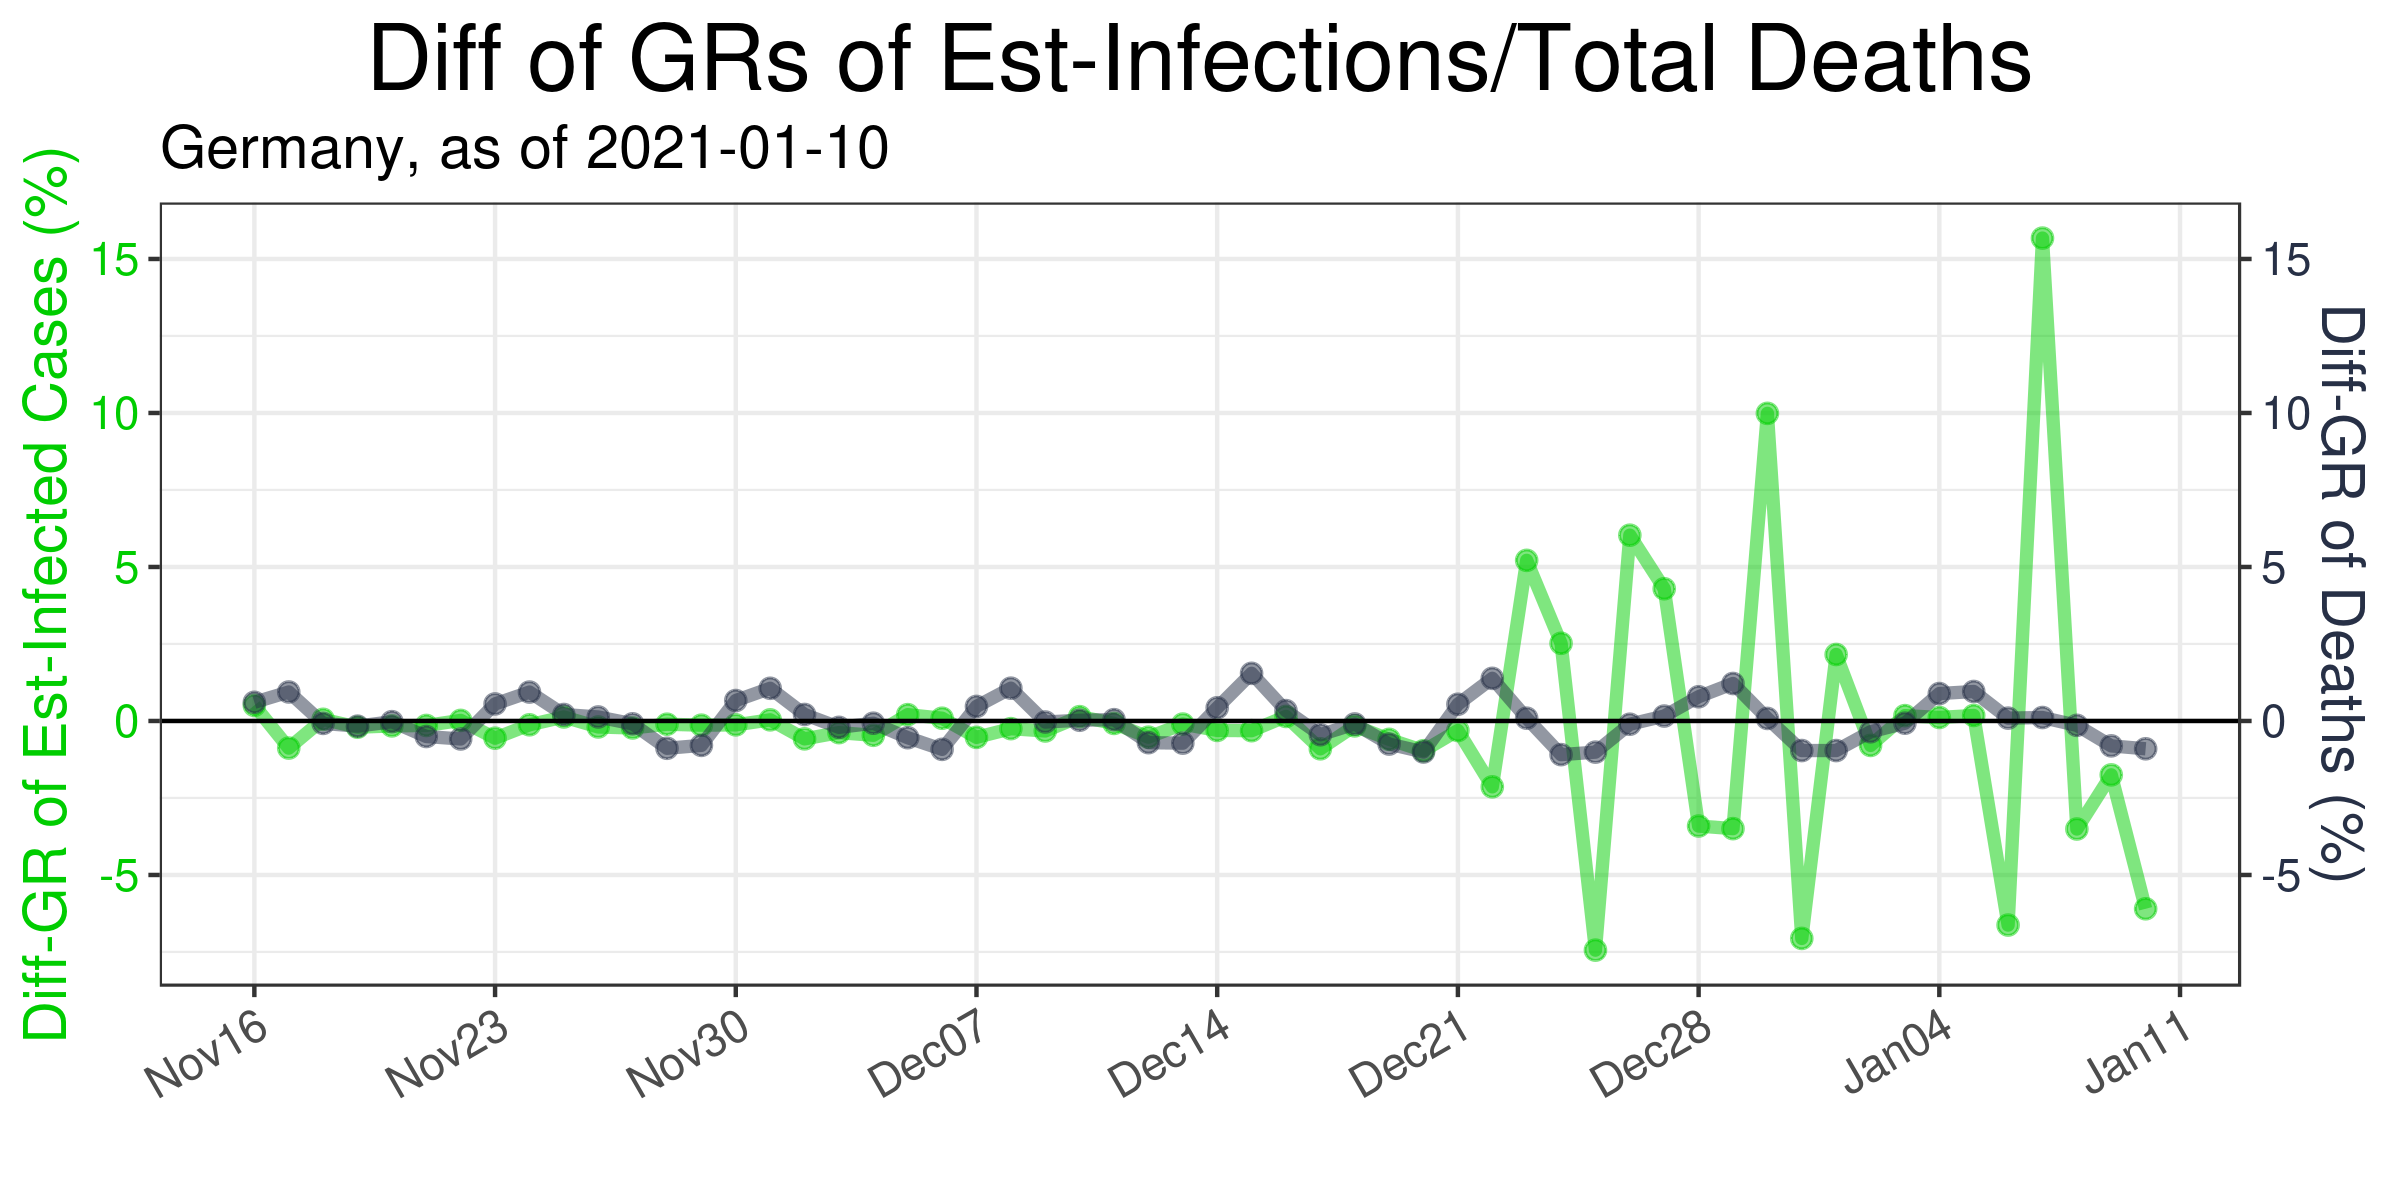 Diff of GRs of Est-Infections/Total Deaths
Germany, as of 2021-01-10
Diff-GR of Est-Infected Cases (%)
15
10
5
0
-5
15
10
5
0
-5
Diff-GR of Deaths (%)
Nov16
Nov23
Nov30
Dec07
Dec14
Dec21
Dec28
Jan04
Jan11